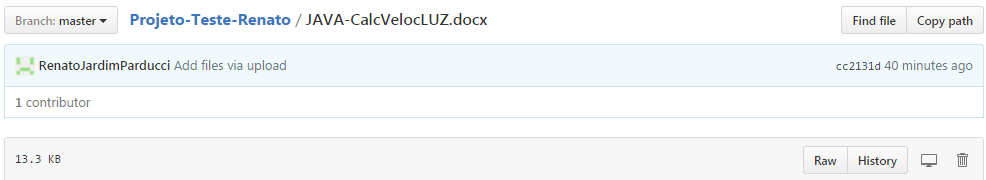 Branch: master Projeto-Teste-Renato / JAVA-CalcVelocLUZ.docx Find file Copy path
RenatoJardimParducci Add files via upload cc2131d 40 minutes ago
1 contributor
13.3 KB Raw History